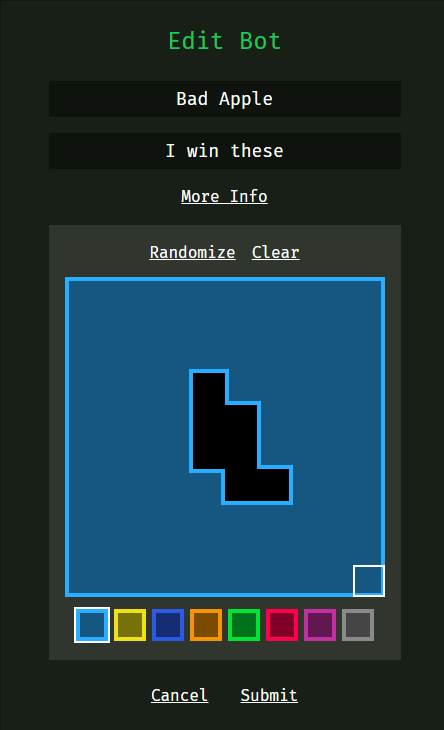 Edit Bot
Bad Apple
I win these
More Info
Randomize Clear
Cancel Submit